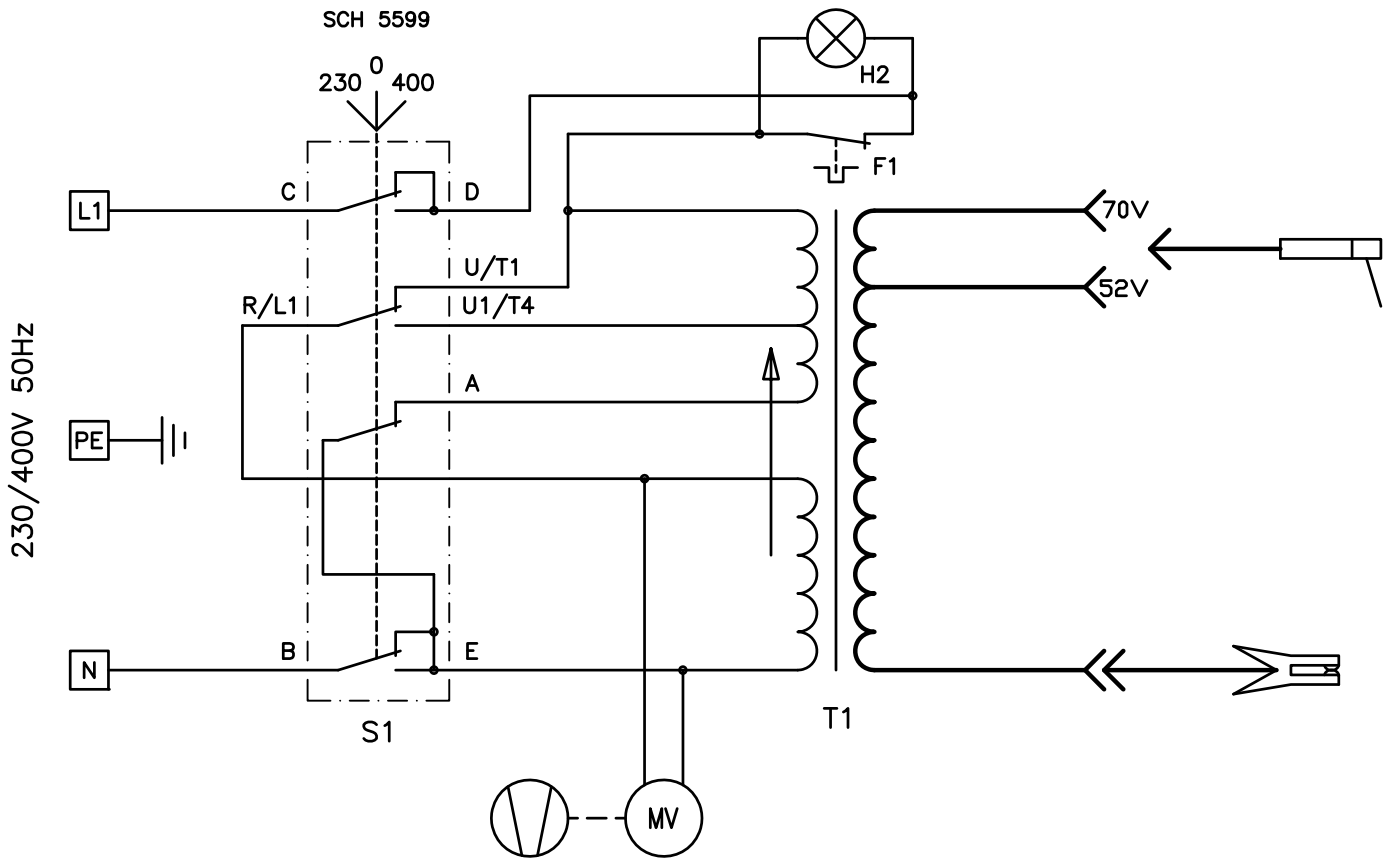 SCH 5599
0
230 400
H2
F1
C D
L1
70V
U/T1
52V
R/L1 U1/T4
A
230/400V 50Hz
PE
B E
N
S1
T1
MV